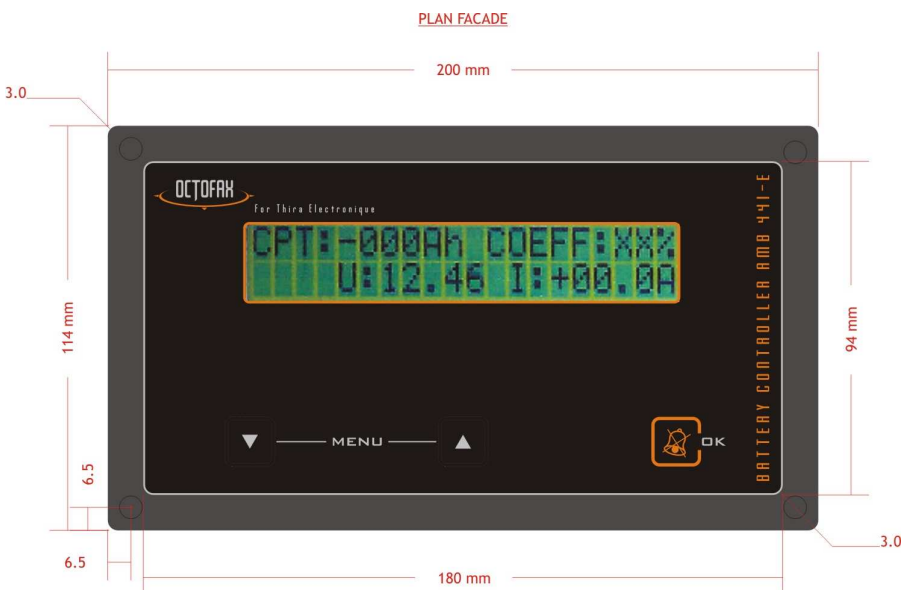 PLAN FACADE
200 mm
3.0
OCTOFAX
For Thira Electronique
CPT:-000Ah COEFF:XX%
U:12.46 I:+00.0A
BATTERY CONTROLLER AMB 441-E
114 mm
94 mm
▼ MENU ▲
OK
6.5
6.5
3.0
180 mm